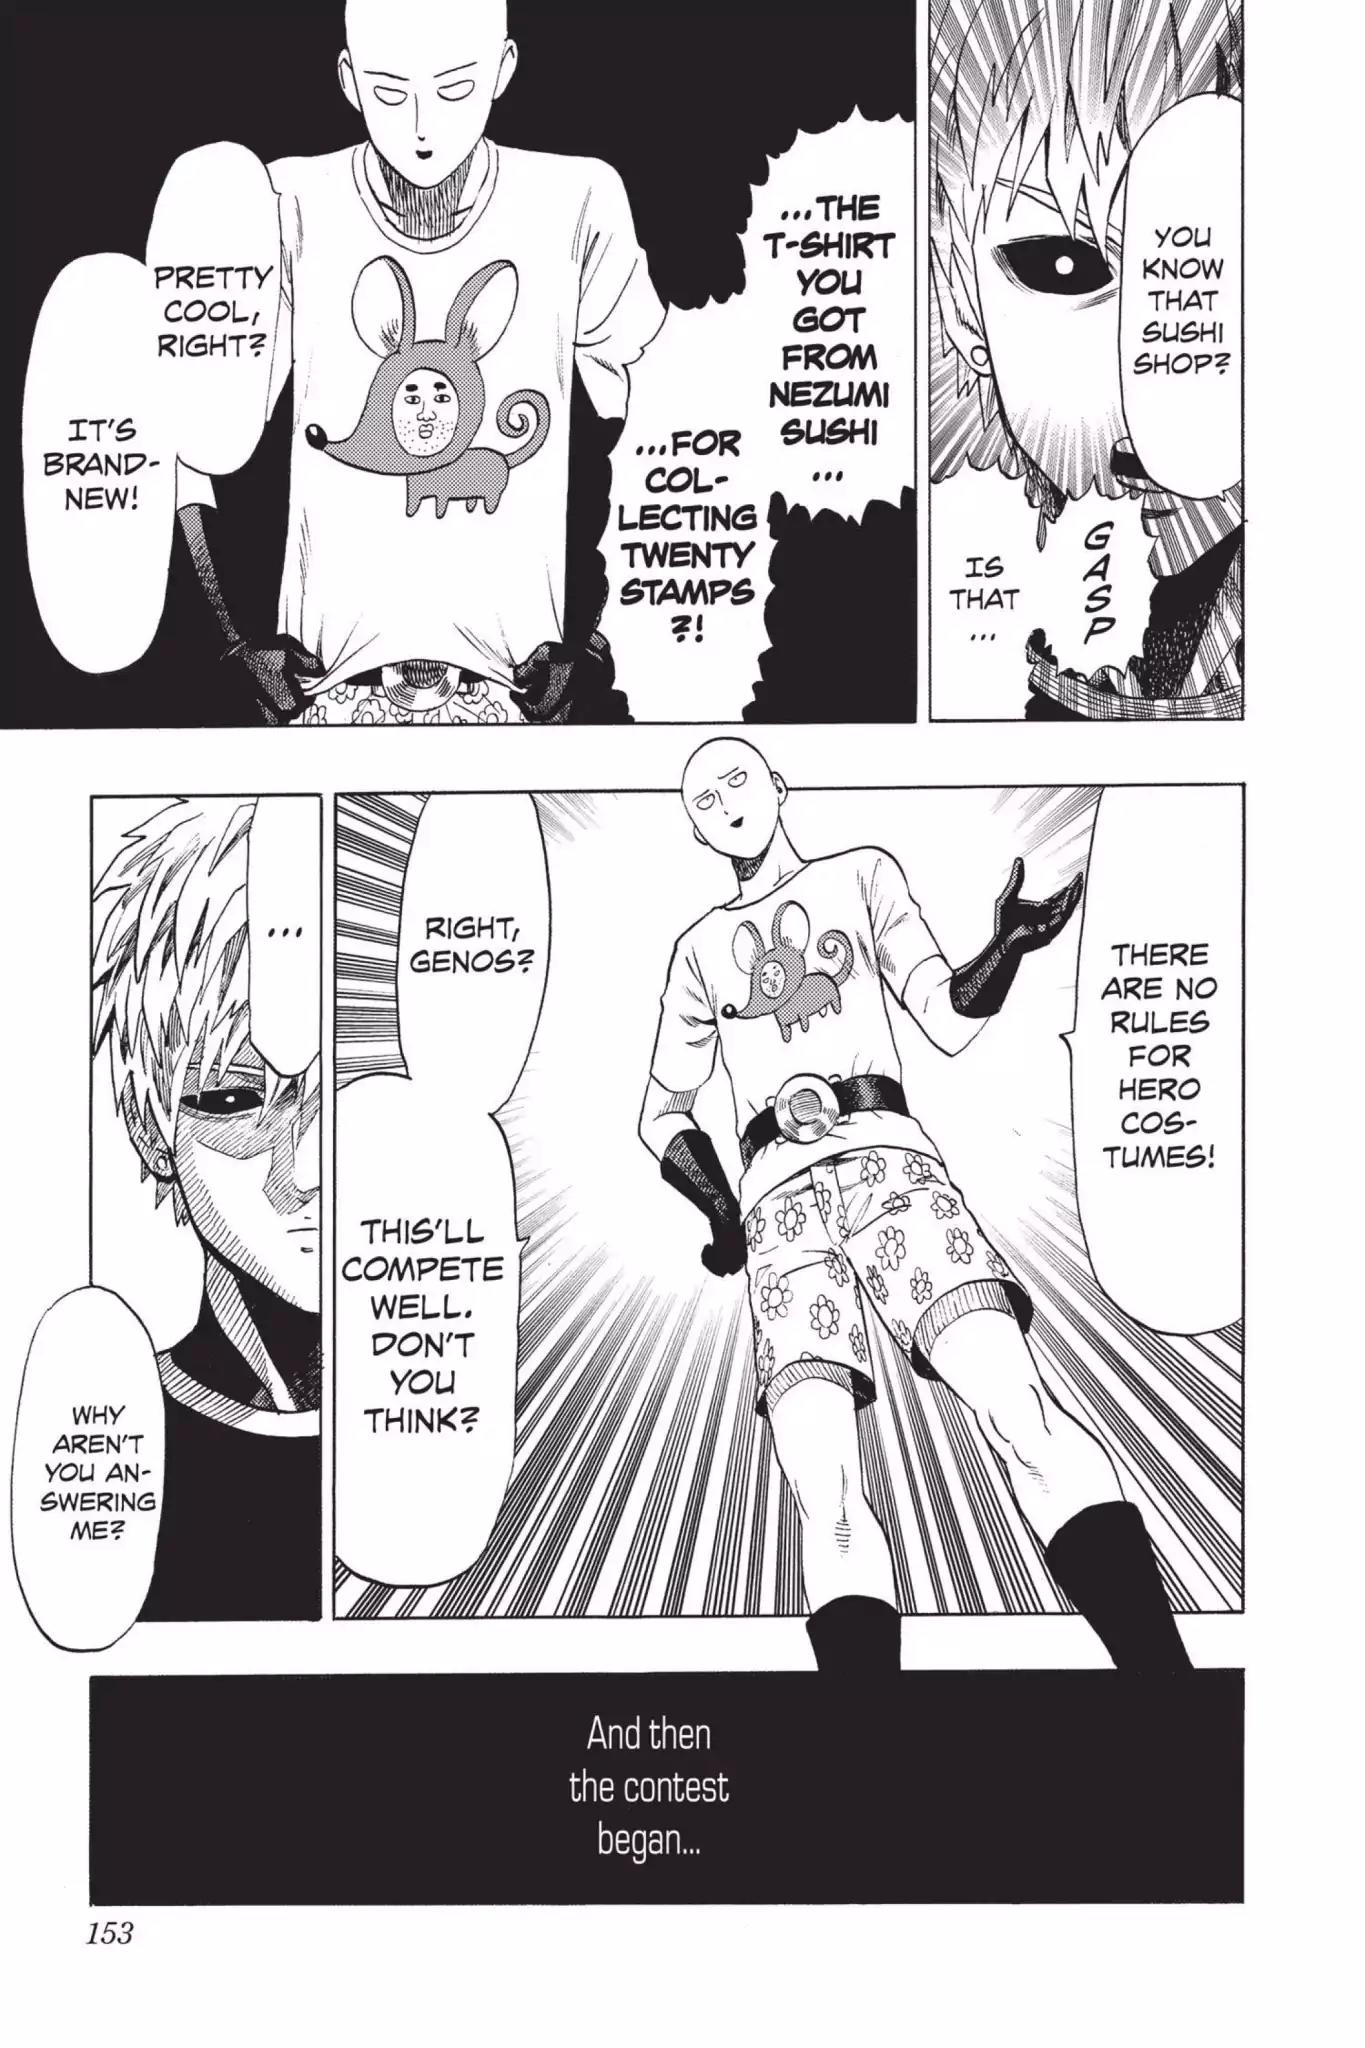 YOU
KNOW
THAT
SUSHI
SHOP?
GASP
IS
THAT
...
...THE
T-SHIRT
YOU
GOT
FROM
NEZUMI
SUSHI
...
...FOR
COL-
LECTING
TWENTY
STAMPS
?!
PRETTY
COOL,
RIGHT?
IT'S
BRAND-
NEW!
THERE
ARE NO
RULES
FOR
HERO
COS-
TUMES!
RIGHT,
GENOS?
THIS'LL
COMPETE
WELL.
DON'T
YOU
THINK?
...
WHY
AREN'T
YOU AN-
SWERING
ME?
And then
the contest
began...
153